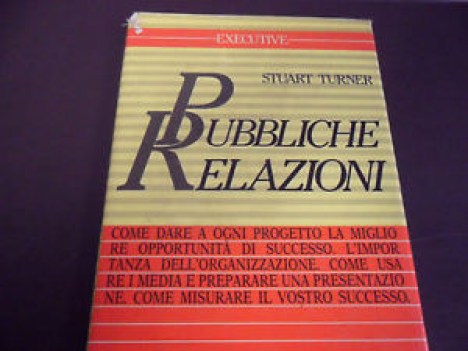 EXECUTIVE
STUART TURNER
PUBBLICHE
RELAZIONI
COME DARE A OGNI PROGETTO LA MIGLIO
RE OPPORTUNITÀ DI SUCCESSO. L'IMPOR
TANZA DELL'ORGANIZZAZIONE. COME USA
RE I MEDIA E PREPARARE UNA PRESENTAZIO
NE. COME MISURARE IL VOSTRO SUCCESSO.